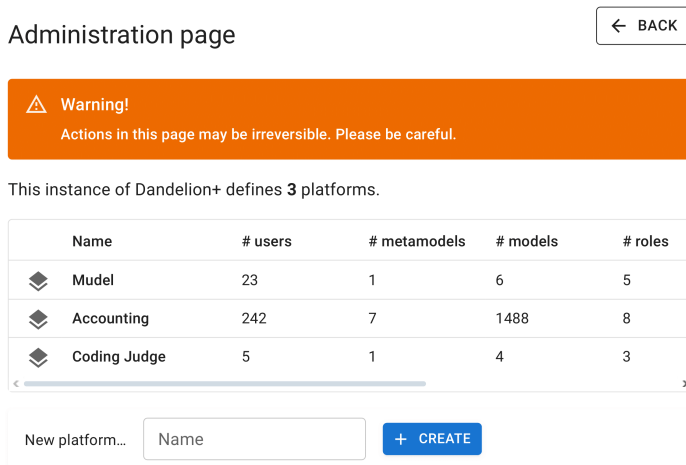 Administration page
← BACK
Warning!
Actions in this page may be irreversible. Please be careful.
This instance of Dandelion+ defines 3 platforms.
Name # users # metamodels # models # roles
Mudel 23 1 6 5
Accounting 242 7 1488 8
Coding Judge 5 1 4 3
New platform... Name + CREATE